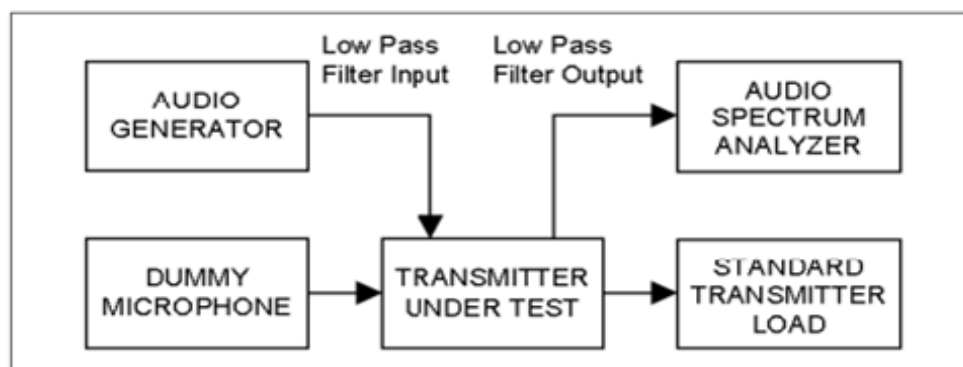 Low Pass
Filter Input
Low Pass
Filter Output
AUDIO
GENERATOR
AUDIO
SPECTRUM
ANALYZER
DUMMY
MICROPHONE
TRANSMITTER
UNDER TEST
STANDARD
TRANSMITTER
LOAD